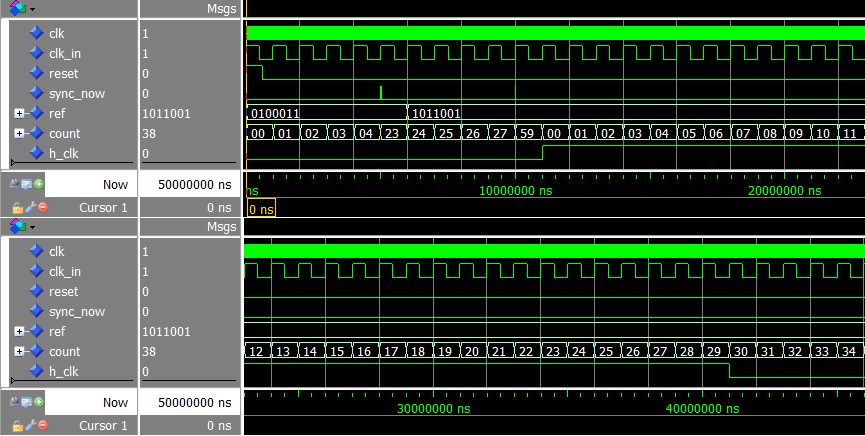 Msgs
clk 1
clk_in 1
reset 0
sync_now 0
ref 1011001 0100011 1011001
count 38 00 01 02 03 04 23 24 25 26 27 59 00 01 02 03 04 05 06 07 08 09 10 11
h_clk 0
Now 50000000 ns ns 10000000 ns 20000000 ns
Cursor 1 0 ns 0 ns
Msgs
clk 1
clk_in 1
reset 0
sync_now 0
ref 1011001
count 38 12 13 14 15 16 17 18 19 20 21 22 23 24 25 26 27 28 29 30 31 32 33 34
h_clk 0
Now 50000000 ns 30000000 ns 40000000 ns
Cursor 1 0 ns